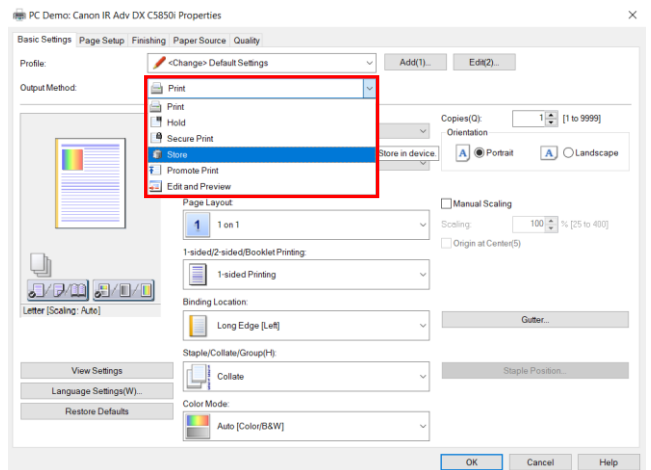 PC Demo: Canon IR Adv DX C5850i Properties
Basic Settings Page Setup Finishing Paper Source Quality
Profile: <Change> Default Settings Add(1)... Edit(2)...
Output Method: Print
Print
Hold
Secure Print
Store
Store in device.
Promote Print
Edit and Preview
Copies(Q): 1 [1 to 9999]
Orientation
A Portrait A Landscape
Page Layout:
1 1 on 1
Manual Scaling
Scaling: 100 % [25 to 400]
Origin at Center(5)
1-sided/2-sided/Booklet Printing:
1-sided Printing
Letter [Scaling: Auto]
Binding Location:
Long Edge [Left]
Gutter...
Staple/Collate/Group(H):
Collate
Staple Position...
View Settings
Language Settings(W)...
Restore Defaults
Color Mode:
Auto [Color/B&W]
OK Cancel Help